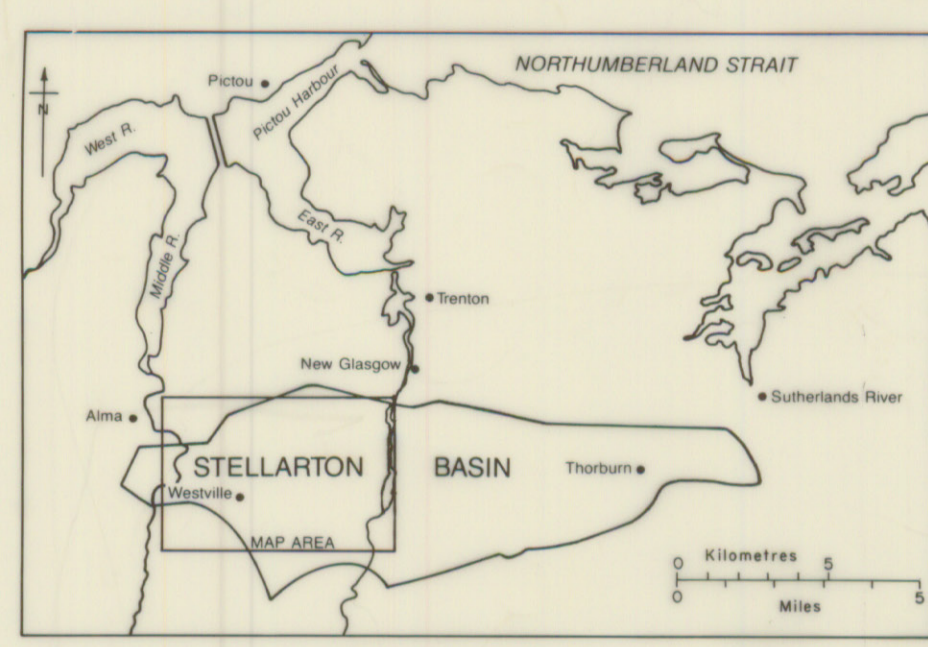 NORTHUMBERLAND STRAIT
Pictou
Pictou Harbour
N
West R.
East R.
Middle R.
Trenton
New Glasgow
Sutherlands River
Alma
STELLARTON BASIN
Thorburn
Westville
MAP AREA
Kilometres
0 5
0 5
Miles